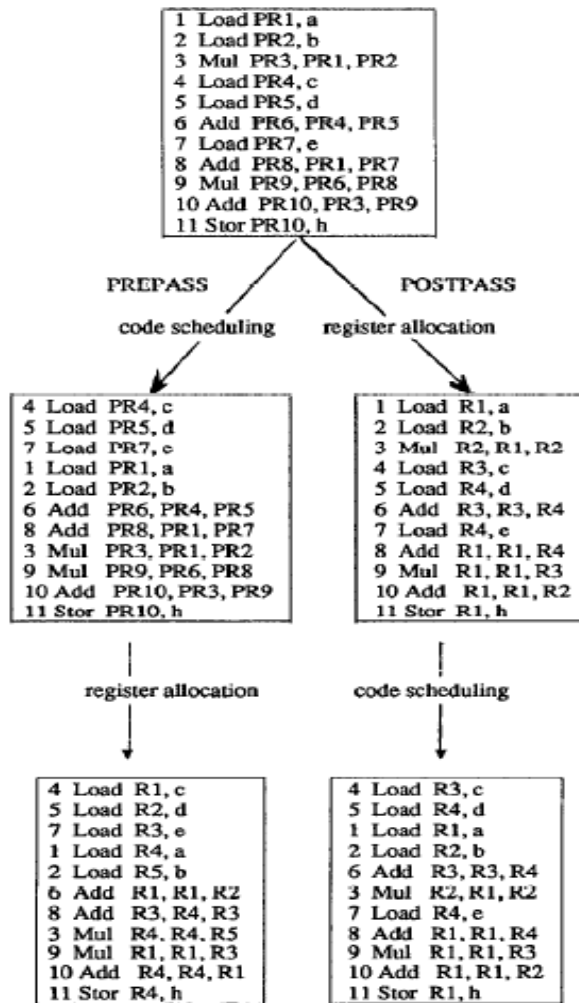 1 Load PR1, a
2 Load PR2, b
3 Mul PR3, PR1, PR2
4 Load PR4, c
5 Load PR5, d
6 Add PR6, PR4, PR5
7 Load PR7, e
8 Add PR8, PR1, PR7
9 Mul PR9, PR6, PR8
10 Add PR10, PR3, PR9
11 Stor PR10, h
PREPASS
POSTPASS
code scheduling
register allocation
4 Load PR4, c
5 Load PR5, d
7 Load PR7, e
1 Load PR1, a
2 Load PR2, b
6 Add PR6, PR4, PR5
8 Add PR8, PR1, PR7
3 Mul PR3, PR1, PR2
9 Mul PR9, PR6, PR8
10 Add PR10, PR3, PR9
11 Stor PR10, h
1 Load R1, a
2 Load R2, b
3 Mul R2, R1, R2
4 Load R3, c
5 Load R4, d
6 Add R3, R3, R4
7 Load R4, e
8 Add R1, R1, R4
9 Mul R1, R1, R3
10 Add R1, R1, R2
11 Stor R1, h
register allocation
code scheduling
4 Load R1, c
5 Load R2, d
7 Load R3, e
1 Load R4, a
2 Load R5, b
6 Add R1, R1, R2
8 Add R3, R4, R3
3 Mul R4, R4, R5
9 Mul R1, R1, R3
10 Add R4, R4, R1
11 Stor R4, h
4 Load R3, c
5 Load R4, d
1 Load R1, a
2 Load R2, b
6 Add R3, R3, R4
3 Mul R2, R1, R2
7 Load R4, e
8 Add R1, R1, R4
9 Mul R1, R1, R3
10 Add R1, R1, R2
11 Stor R1, h